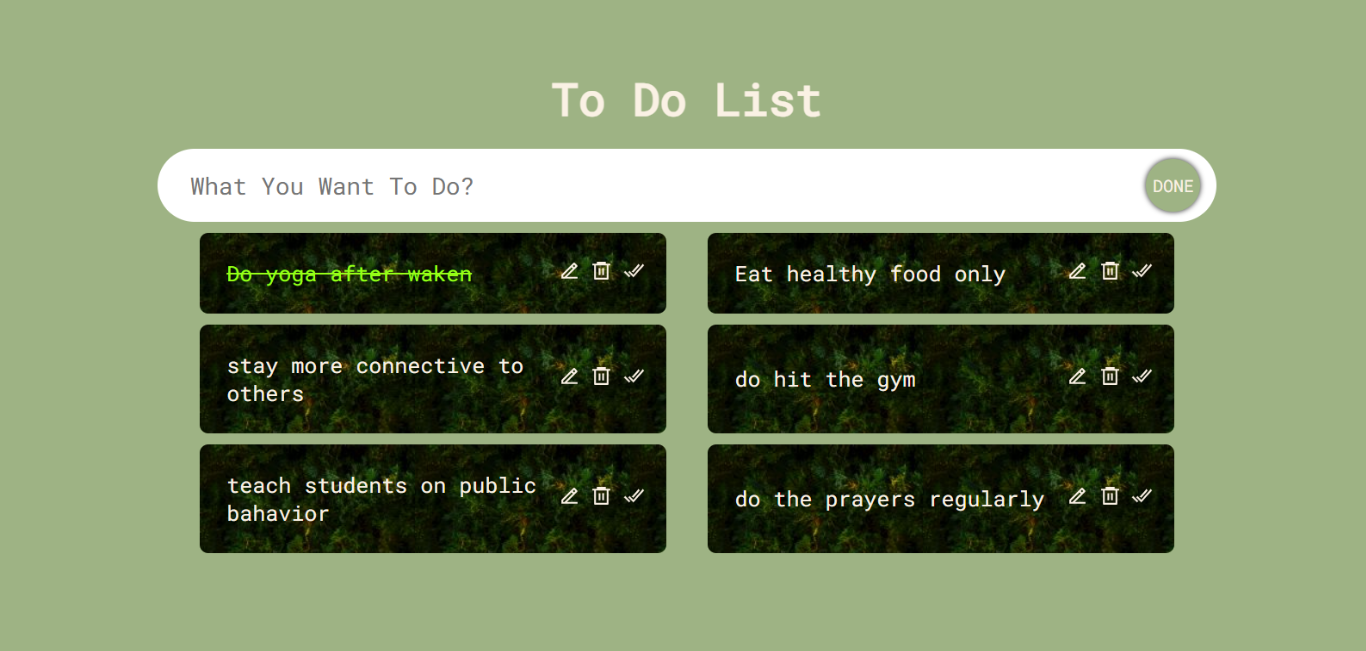 To Do List
What You Want To Do?
DONE
Do yoga after waken
Eat healthy food only
stay more connective to
others
do hit the gym
teach students on public
bahavior
do the prayers regularly